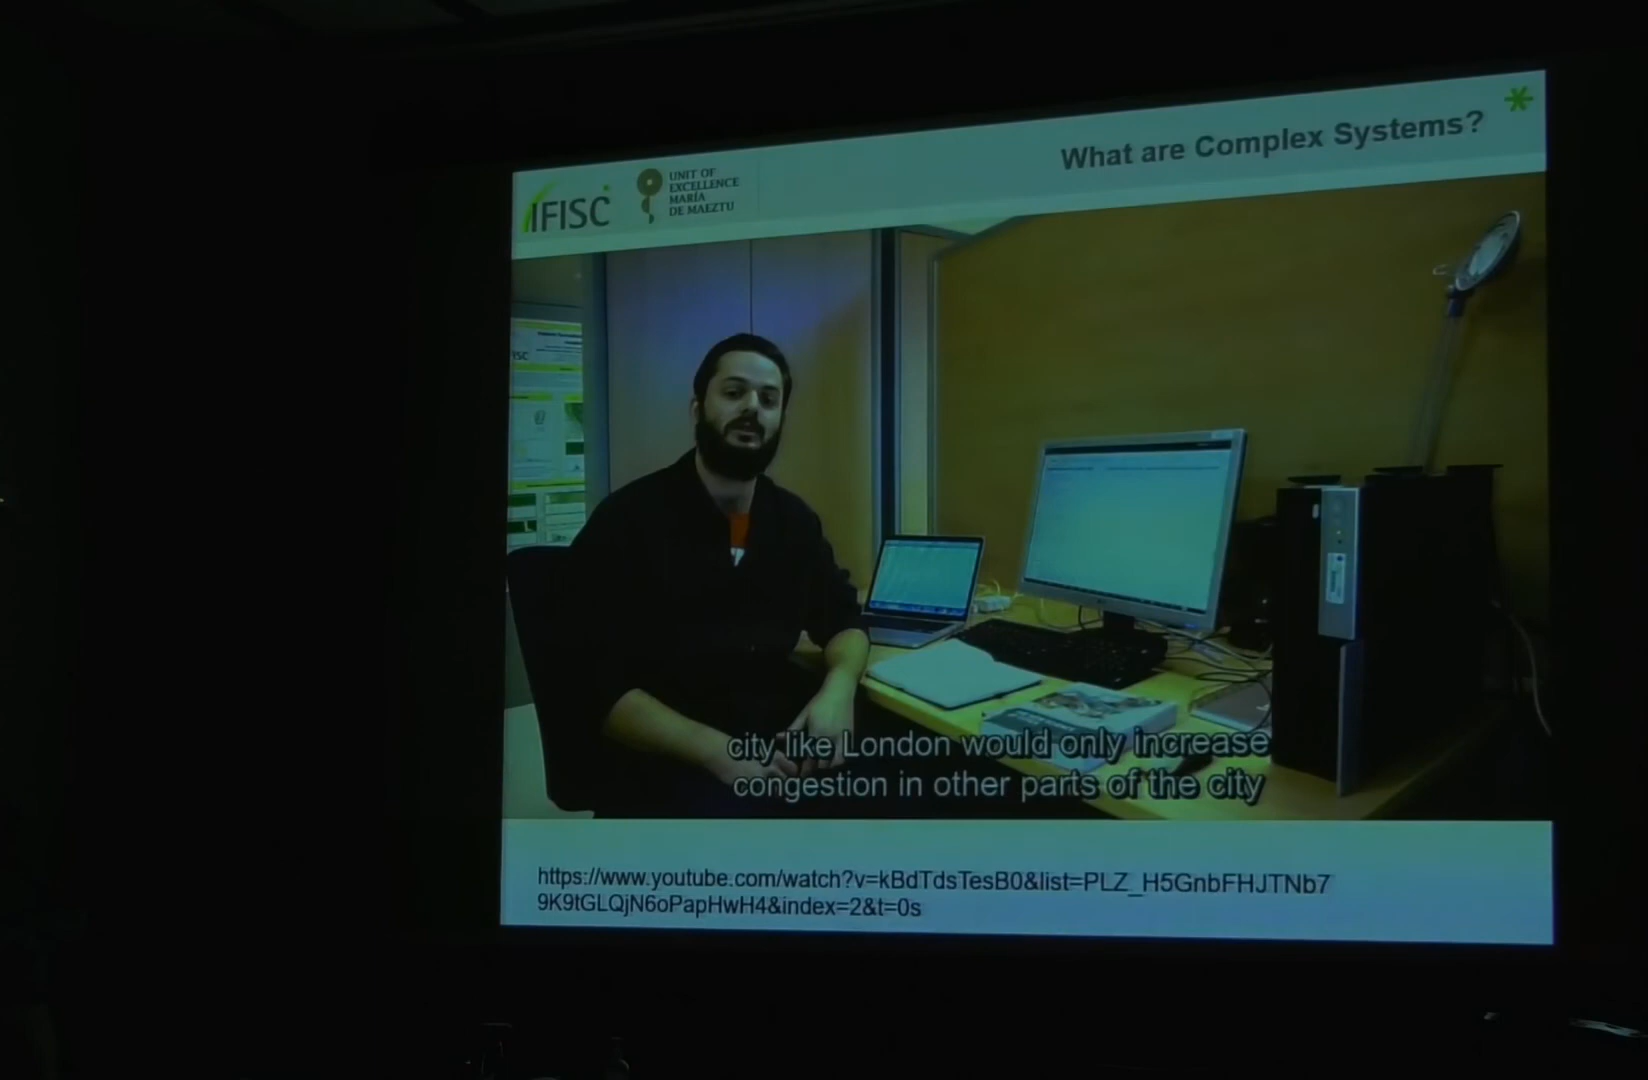 What are Complex Systems?
IFISC
UNIT OF
EXCELLENCE
MARÍA
DE MAEZTU
city like London would only increase
congestion in other parts of the city
https://www.youtube.com/watch?v=kBdTdsTesB0&list=PLZ_H5GnbFHJTNb7
9K9tGLQjN6oPapHwH4&index=2&t=0s